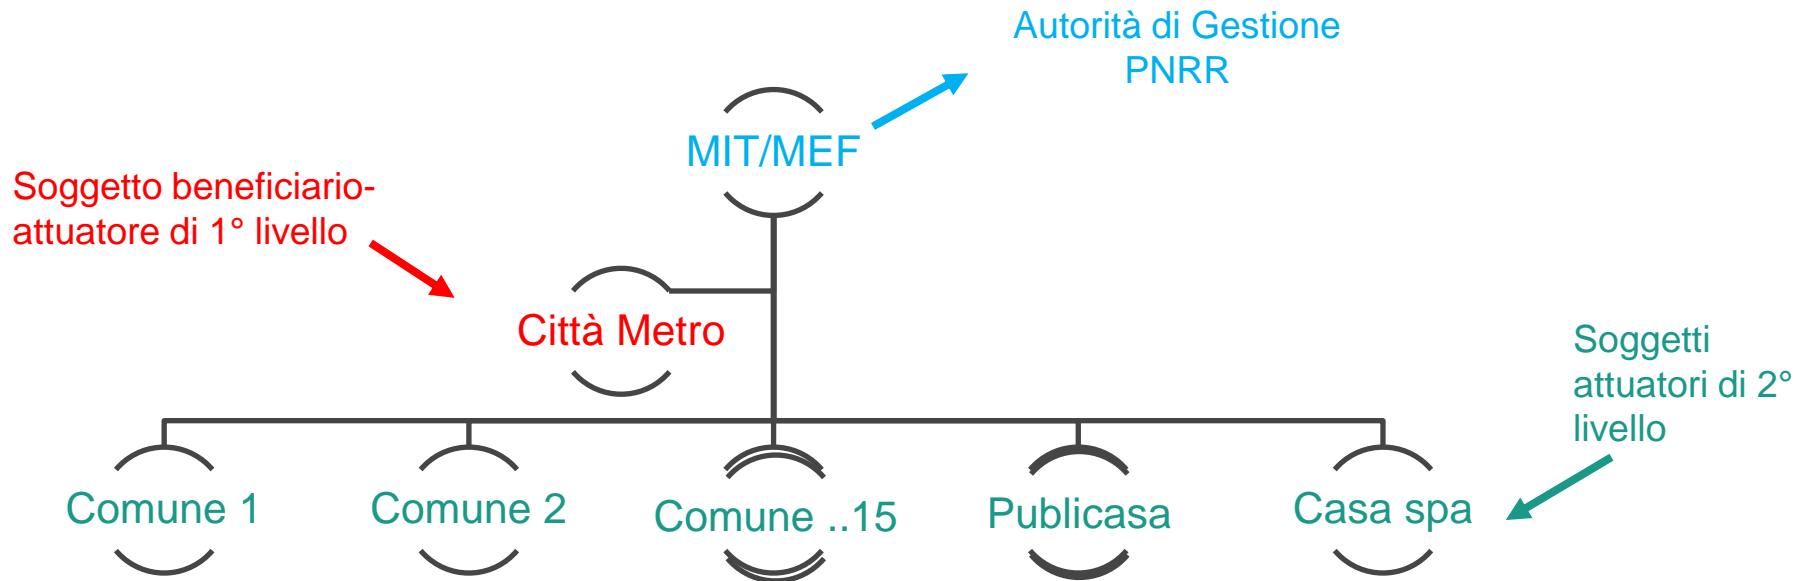 Autorità di Gestione
PNRR
MIT/MEF
Soggetto beneficiario-
attuatore di 1° livello
Città Metro
Soggetti
attuatori di 2°
livello
Comune 1
Comune 2
Comune ..15
Publicasa
Casa spa